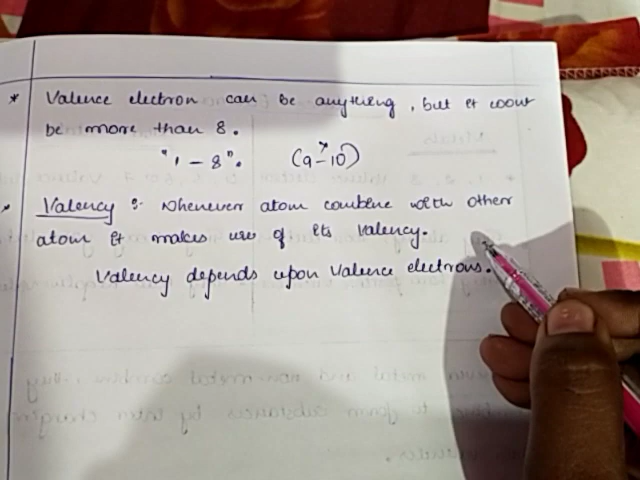 * Valence electron can be anything, but it wont
be more than 8.
"1 - 8". (9-10)
* Valency :- Whenever atom combine with other
atom it makes use of its valency.
Valency depends upon valence electrons.